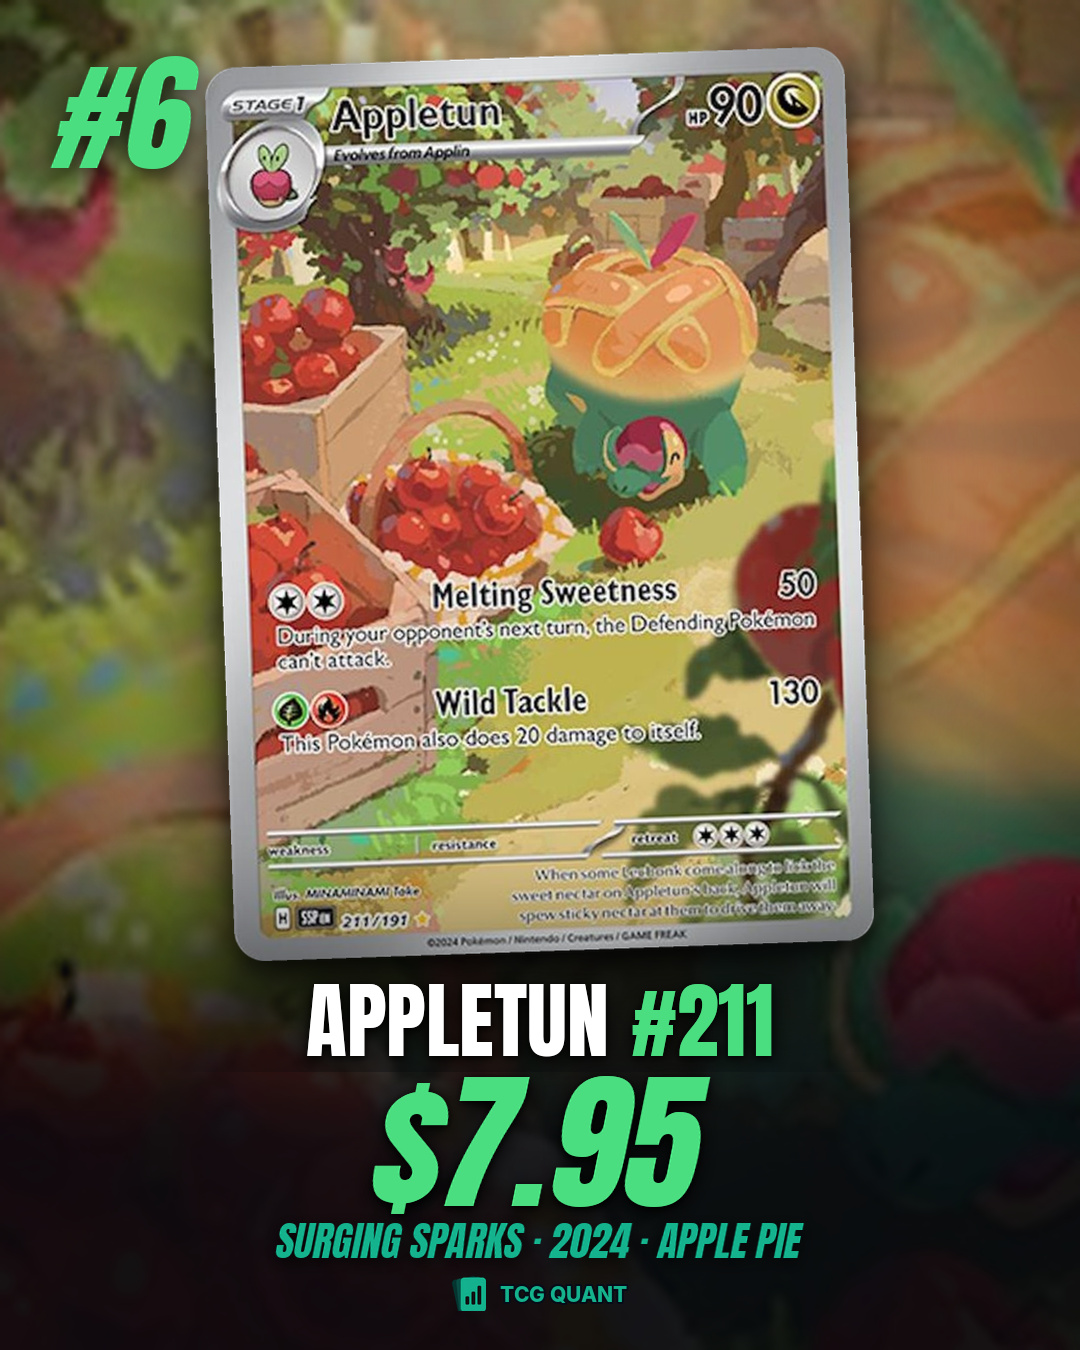 #6
STAGE 1
Appletun
HP 90
Evolves from Applin
Melting Sweetness 50
During your opponent's next turn, the Defending Pokémon
can't attack.
Wild Tackle 130
This Pokémon also does 20 damage to itself.
weakness resistance retreat
When some Lechonk come along to lick the
sweet nectar on Appletun's back, Appletun will
spew sticky nectar at them to drive them away.
Illus. MINAMINAMI Take
H SSP EN 211/191
©2024 Pokémon / Nintendo / Creatures / GAME FREAK
APPLETUN #211
$7.95
SURGING SPARKS · 2024 · APPLE PIE
TCG QUANT